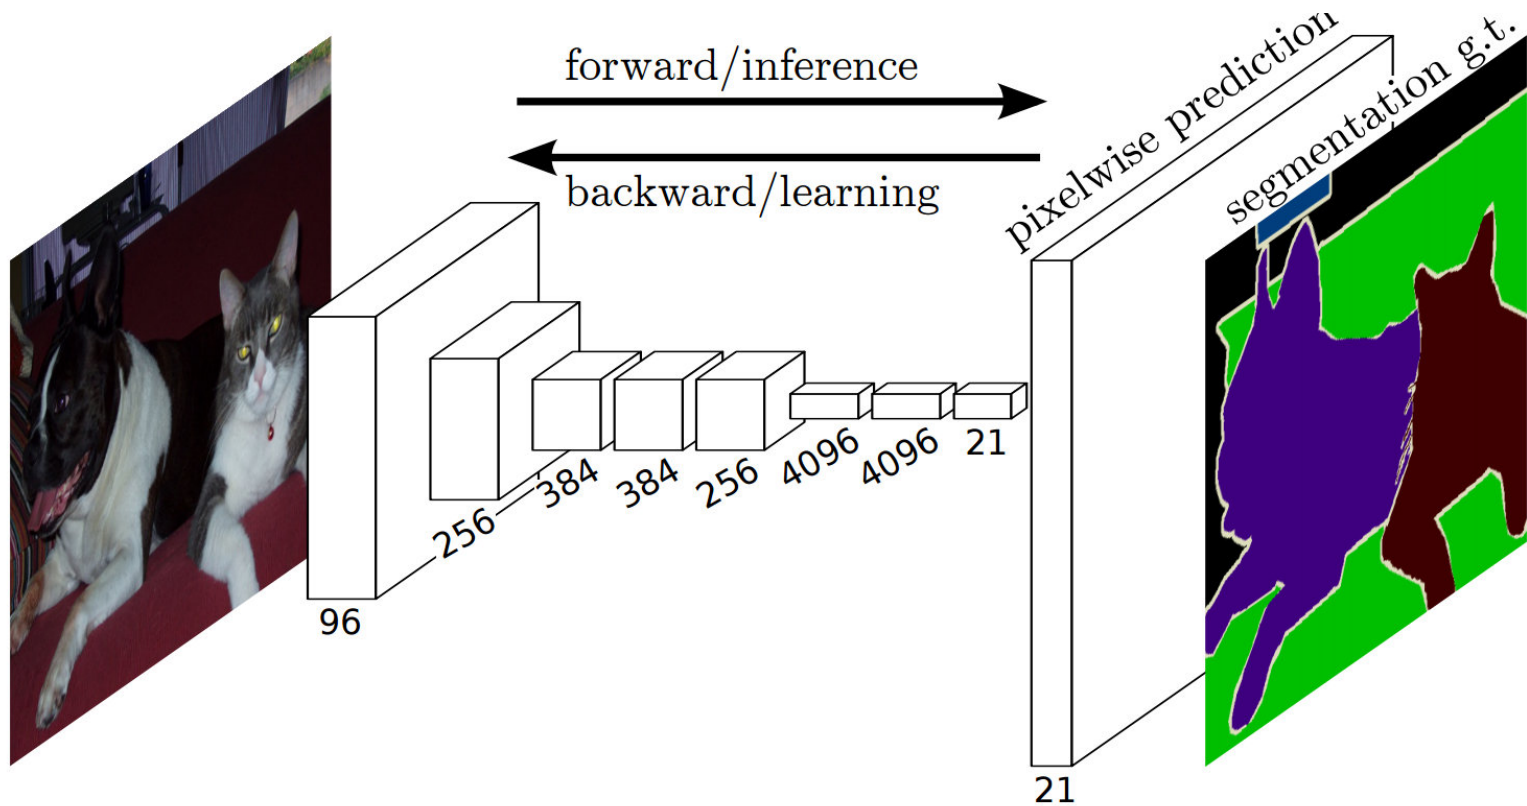 forward/inference
backward/learning
pixelwise prediction
segmentation g.t.
96
256
384
384
256
4096
4096
21
21